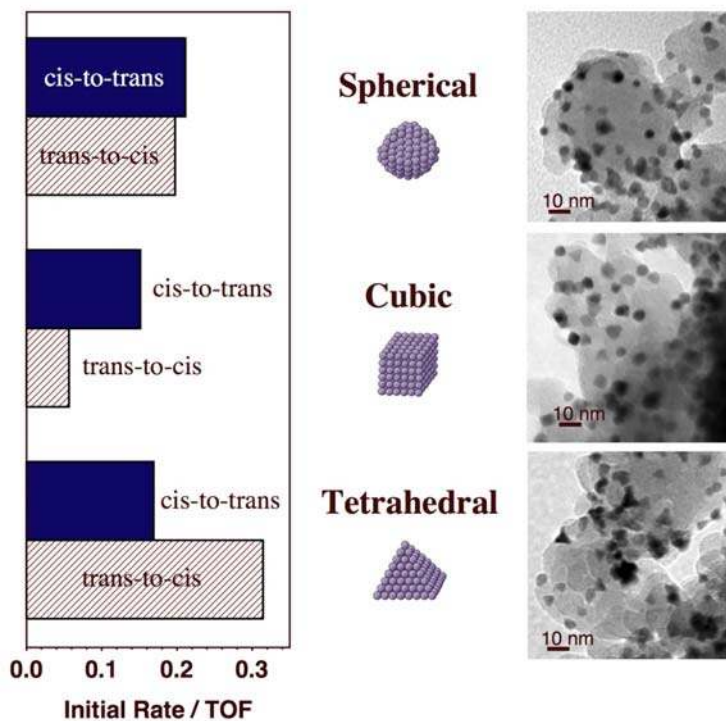 cis-to-trans
trans-to-cis
Spherical
10 nm
cis-to-trans
trans-to-cis
Cubic
10 nm
cis-to-trans
trans-to-cis
Tetrahedral
10 nm
0.0 0.1 0.2 0.3
Initial Rate / TOF